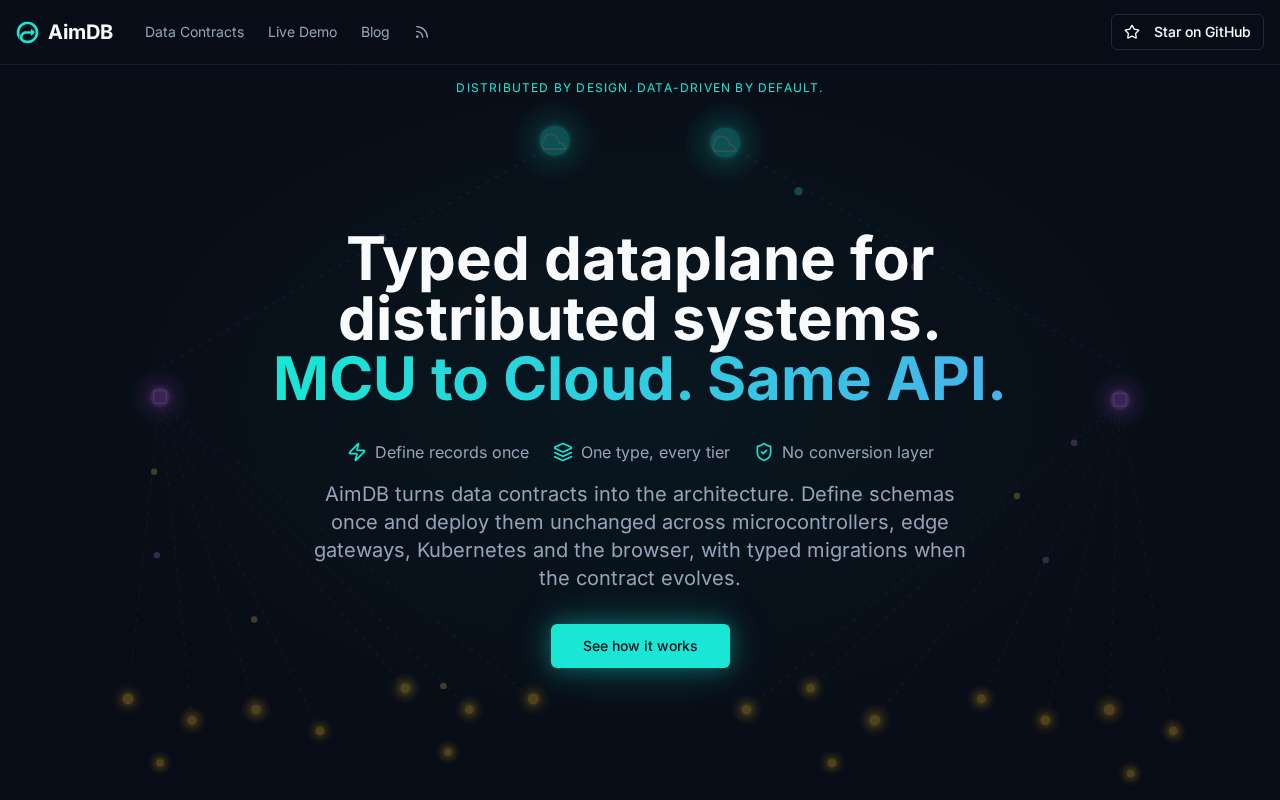 AimDB
Data Contracts
Live Demo
Blog
Star on GitHub
DISTRIBUTED BY DESIGN. DATA-DRIVEN BY DEFAULT.
Typed dataplane for
distributed systems.
MCU to Cloud. Same API.
Define records once
One type, every tier
No conversion layer
AimDB turns data contracts into the architecture. Define schemas
once and deploy them unchanged across microcontrollers, edge
gateways, Kubernetes and the browser, with typed migrations when
the contract evolves.
See how it works